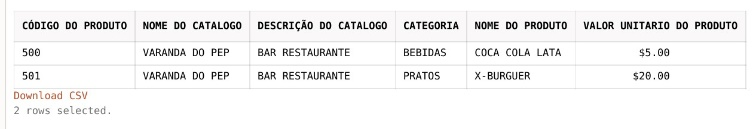 CÓDIGO DO PRODUTO NOME DO CATALOGO DESCRIÇÃO DO CATALOGO CATEGORIA NOME DO PRODUTO VALOR UNITARIO DO PRODUTO
500 VARANDA DO PEP BAR RESTAURANTE BEBIDAS COCA COLA LATA $5.00
501 VARANDA DO PEP BAR RESTAURANTE PRATOS X-BURGUER $20.00
Download CSV
2 rows selected.